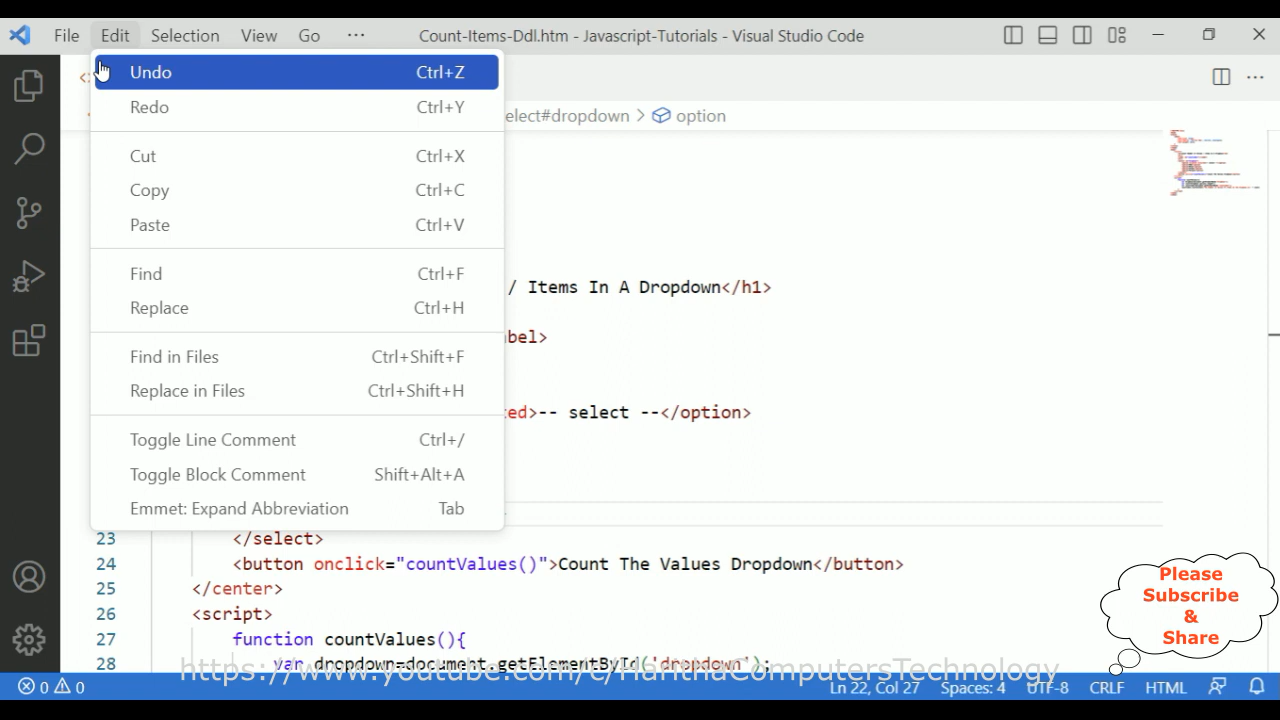 File Edit Selection View Go ··· Count-Items-Ddl.htm - Javascript-Tutorials - Visual Studio Code
Undo Ctrl+Z
Redo Ctrl+Y
elect#dropdown > option
Cut Ctrl+X
Copy Ctrl+C
Paste Ctrl+V
Find Ctrl+F
/ Items In A Dropdown</h1>
Replace Ctrl+H
bel>
Find in Files Ctrl+Shift+F
Replace in Files Ctrl+Shift+H
ted>-- select --</option>
Toggle Line Comment Ctrl+/
Toggle Block Comment Shift+Alt+A
Emmet: Expand Abbreviation Tab
23 </select>
24 <button onclick="countValues()">Count The Values Dropdown</button>
25 </center>
26 <script>
27 function countValues(){
28 var dropdown=document.getElementById('dropdown');
Please
Subscribe
&
Share
https://www.youtube.com/c/HarithaComputersTechnology
0 0 Ln 22, Col 27 Spaces: 4 UTF-8 CRLF HTML